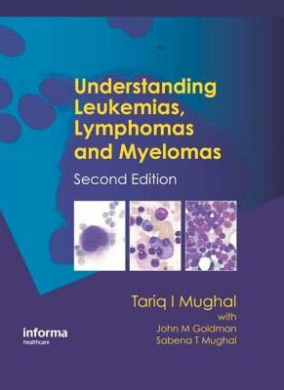 Understanding
Leukemias,
Lymphomas
and Myelomas
Second Edition
Tariq I Mughal
with
John M Goldman
Sabena T Mughal
informa
healthcare